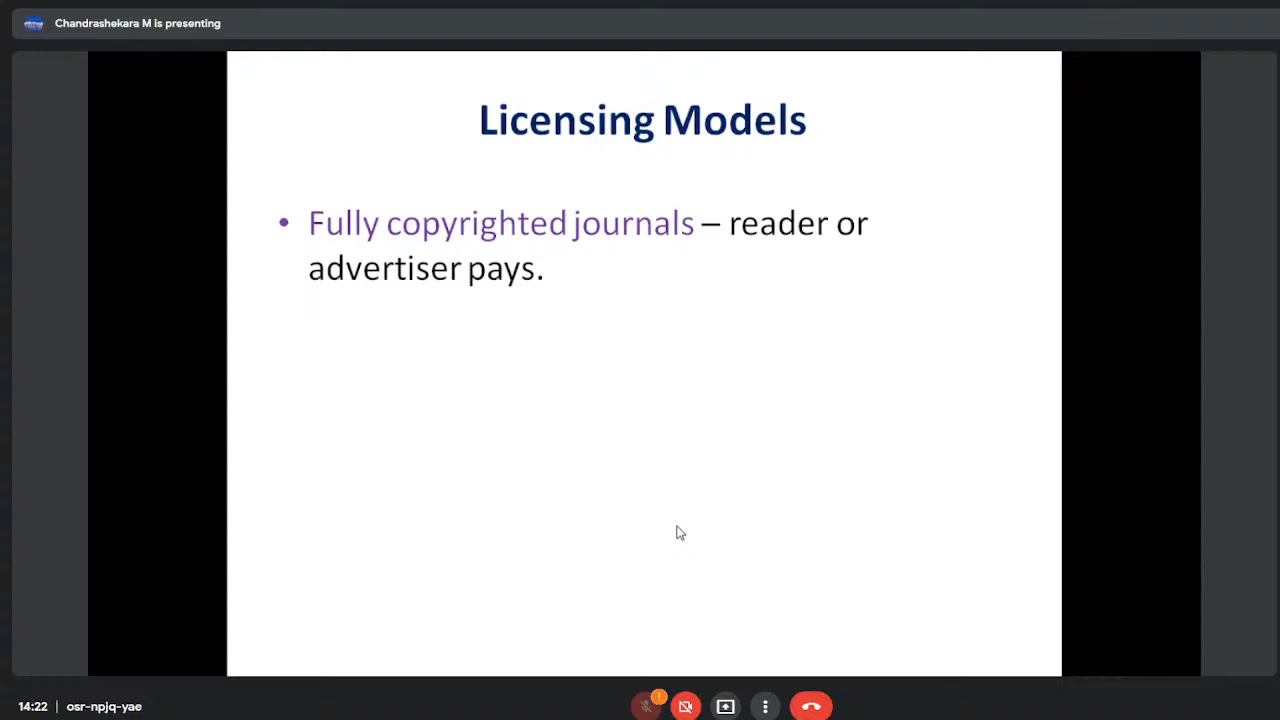 Chandrashekara M is presenting
Licensing Models
• Fully copyrighted journals – reader or
advertiser pays.
14:22 | osr-npjq-yae